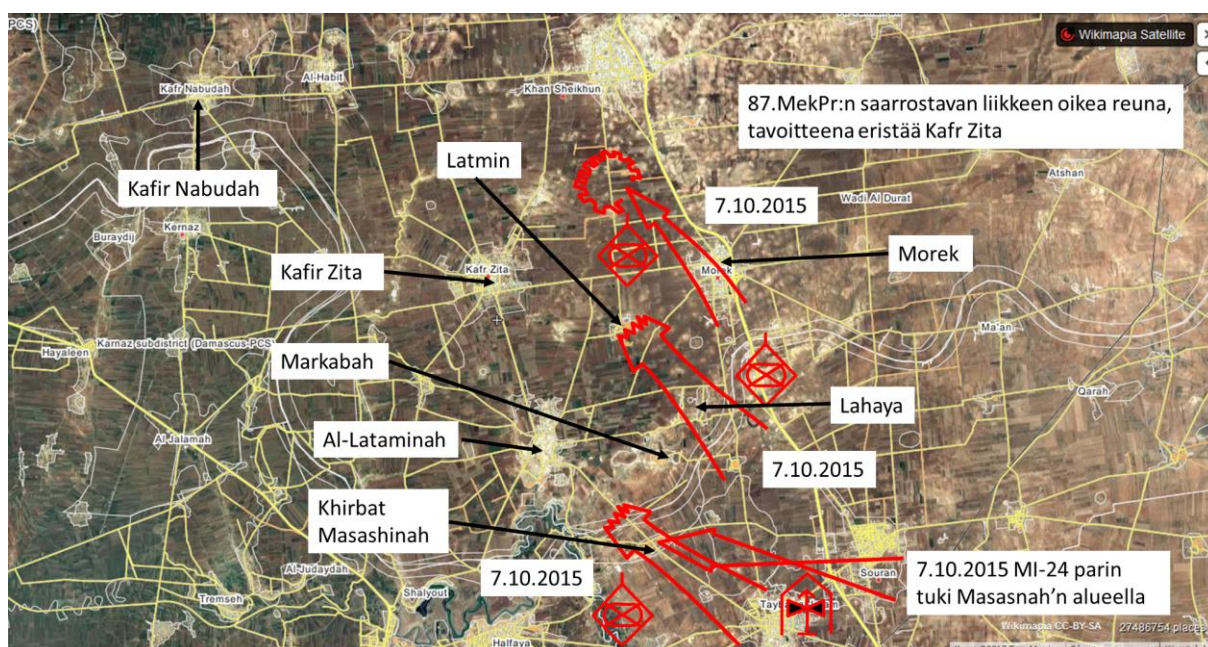 PCS)
Wikimapia Satellite
Kafr Nabudah
Al-Habit
Khan Sheikhun
87.MekPr:n saarrostavan liikkeen oikea reuna,
tavoitteena eristää Kafr Zita
Latmin
Kafir Nabudah
7.10.2015
Atshan
Wadi Al Durat
Buraydij
Kernaz
Kafir Zita
Kafr Zita
Morek
Morek
Ma'an
Hayaleen
Karnaz subdistrict (Damascus-PCS)
Markabah
Lahaya
Qarah
Al Jalamah
Al-Lataminah
7.10.2015
Khirbat
Masashinah
Souran
7.10.2015
Al-Judaydah
Tremseh
Shalyout
Halfaya
7.10.2015 MI-24 parin
tuki Masasnah’n alueella
Wikimapia CC-BY-SA
27486754 places